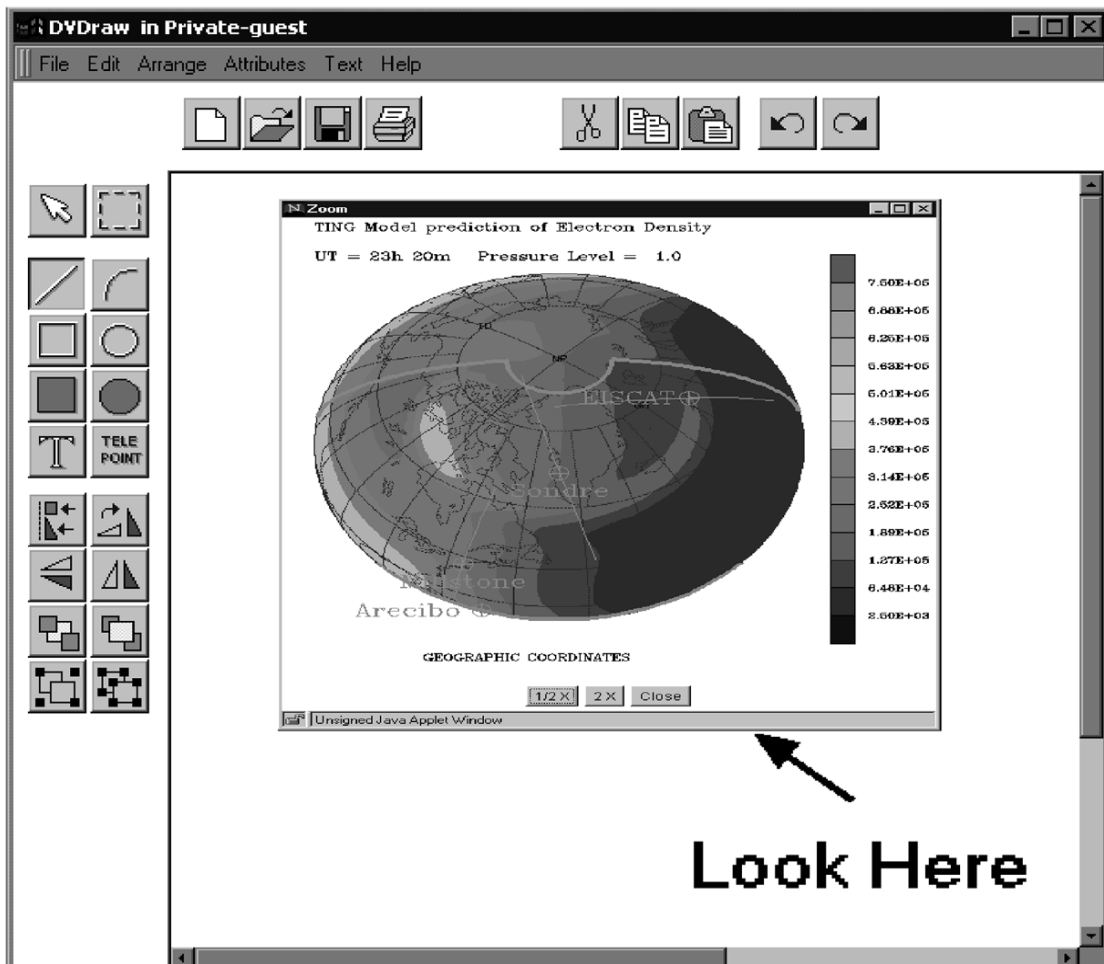 DVDraw in Private-guest
File Edit Arrange Attributes Text Help
N Zoom
TING Model prediction of Electron Density
UT = 23h 20m Pressure Level = 1.0
7.50E+05
6.88E+05
6.25E+05
5.63E+05
5.01E+05
4.39E+05
3.76E+05
3.14E+05
2.52E+05
1.89E+05
1.27E+05
6.48E+04
2.50E+03
NP
EISCAT
Sondre
Millstone
Arecibo
GEOGRAPHIC COORDINATES
1/2 X 2 X Close
Unsigned Java Applet Window
T TELE
POINT
Look Here